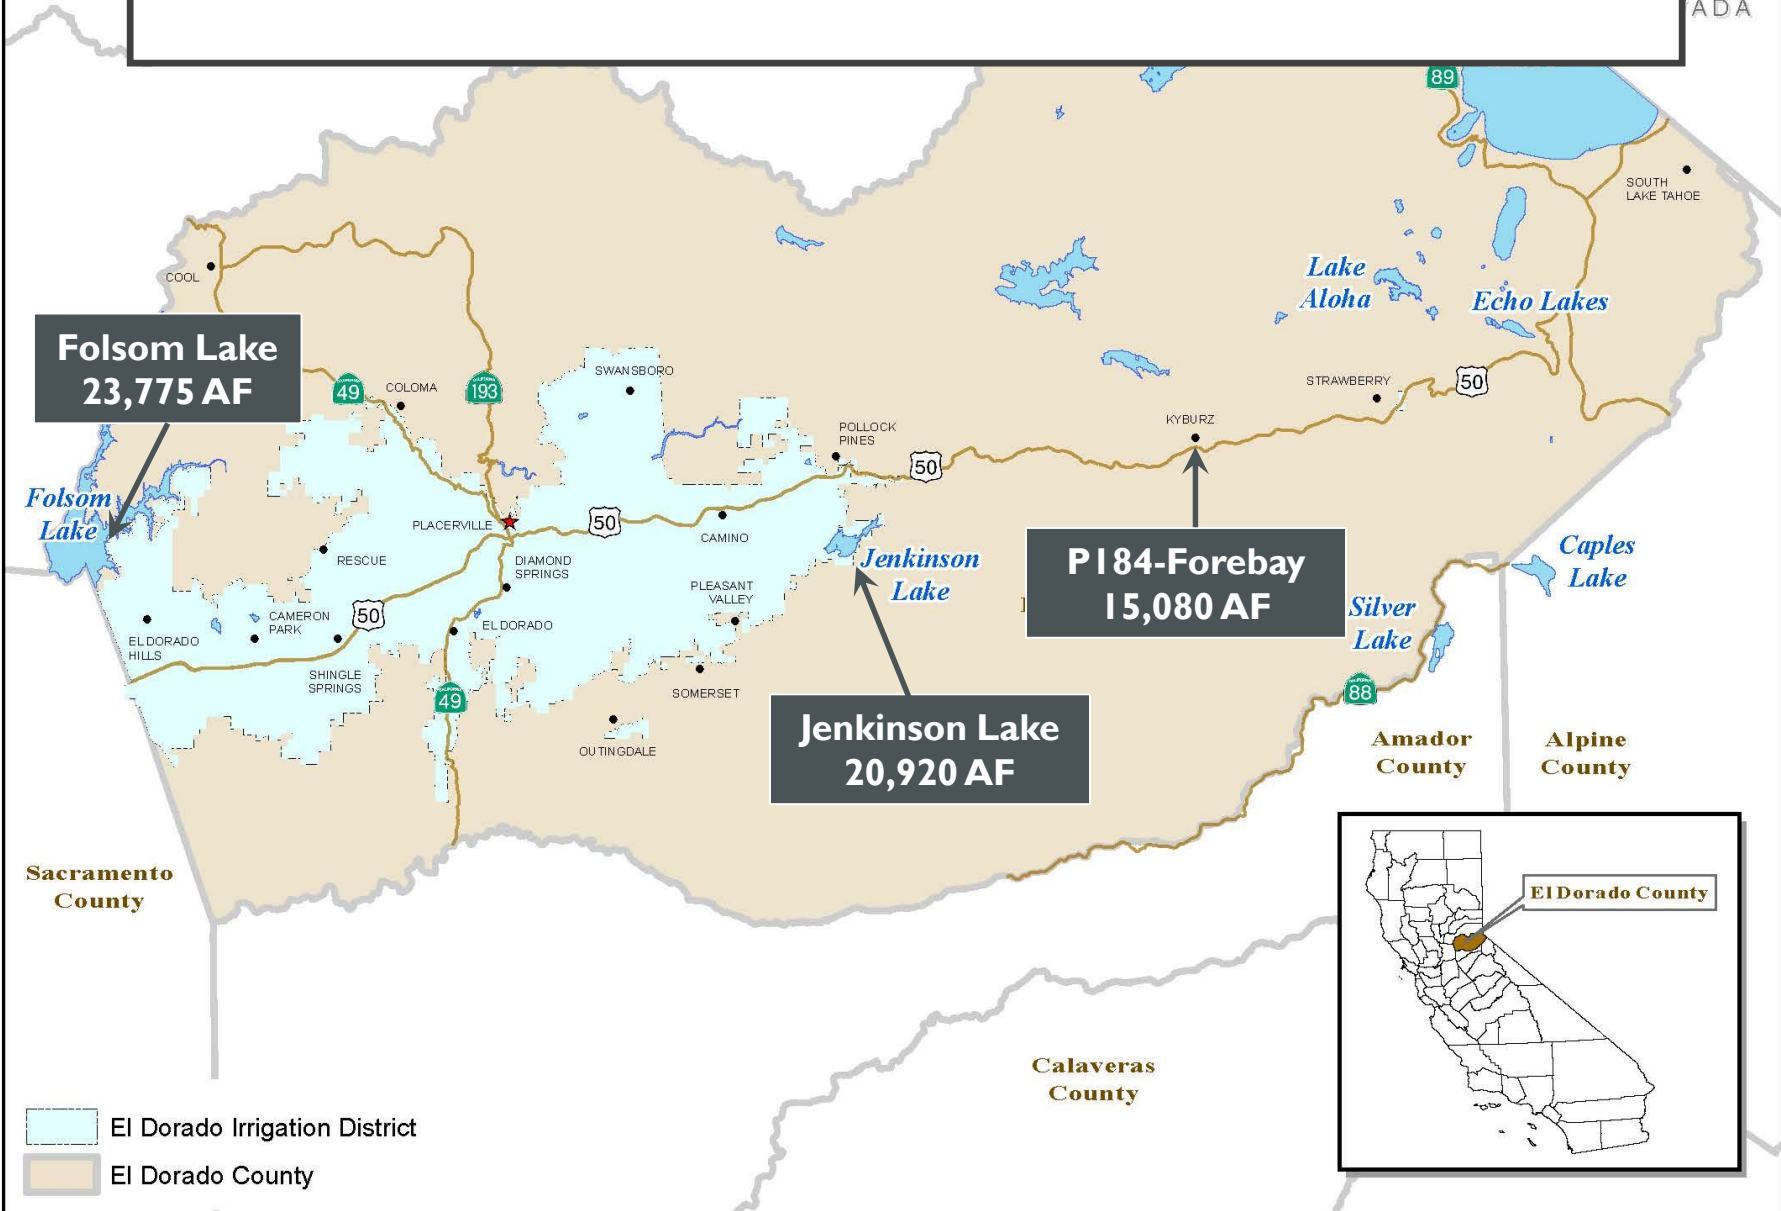 ADA
89
SOUTH
LAKE TAHOE
COOL
Lake
Aloha
Echo Lakes
Folsom Lake
23,775 AF
49
COLOMA
193
SWANSBORO
STRAWBERRY
50
KYBURZ
POLLOCK
PINES
50
Folsom
Lake
PLACERVILLE
50
CAMINO
RESCUE
DIAMOND
SPRINGS
Jenkinson
Lake
P184-Forebay
15,080 AF
Caples
Lake
PLEASANT
VALLEY
Silver
Lake
50
CAMERON
PARK
EL DORADO
HILLS
EL DORADO
SHINGLE
SPRINGS
49
SOMERSET
88
Jenkinson Lake
20,920 AF
OUTINGDALE
Amador
County
Alpine
County
Sacramento
County
El Dorado County
Calaveras
County
El Dorado Irrigation District
El Dorado County